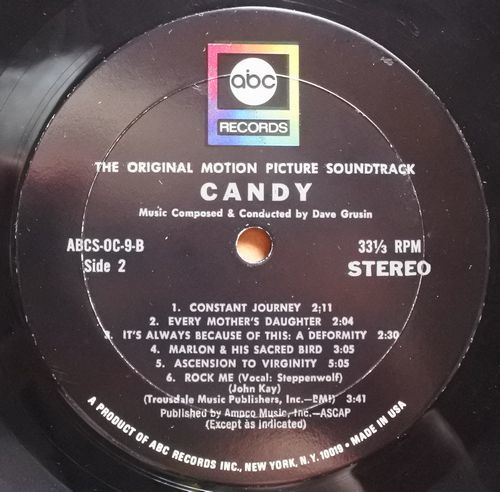 abc
RECORDS
THE ORIGINAL MOTION PICTURE SOUNDTRACK
CANDY
Music Composed & Conducted by Dave Grusin
ABCS-OC-9-B
Side 2
33⅓ RPM
STEREO
1. CONSTANT JOURNEY 2;11
2. EVERY MOTHER'S DAUGHTER 2:04
3. IT'S ALWAYS BECAUSE OF THIS: A DEFORMITY 2:30
4. MARLON & HIS SACRED BIRD 3:05
5. ASCENSION TO VIRGINITY 5:05
6. ROCK ME (Vocal: Steppenwolf)
(John Kay)
(Trousdale Music Publishers, Inc.—BMI) 3:41
Published by Ampco Music, Inc.—ASCAP
(Except as indicated)
A PRODUCT OF ABC RECORDS INC., NEW YORK, N.Y. 10019 • MADE IN USA